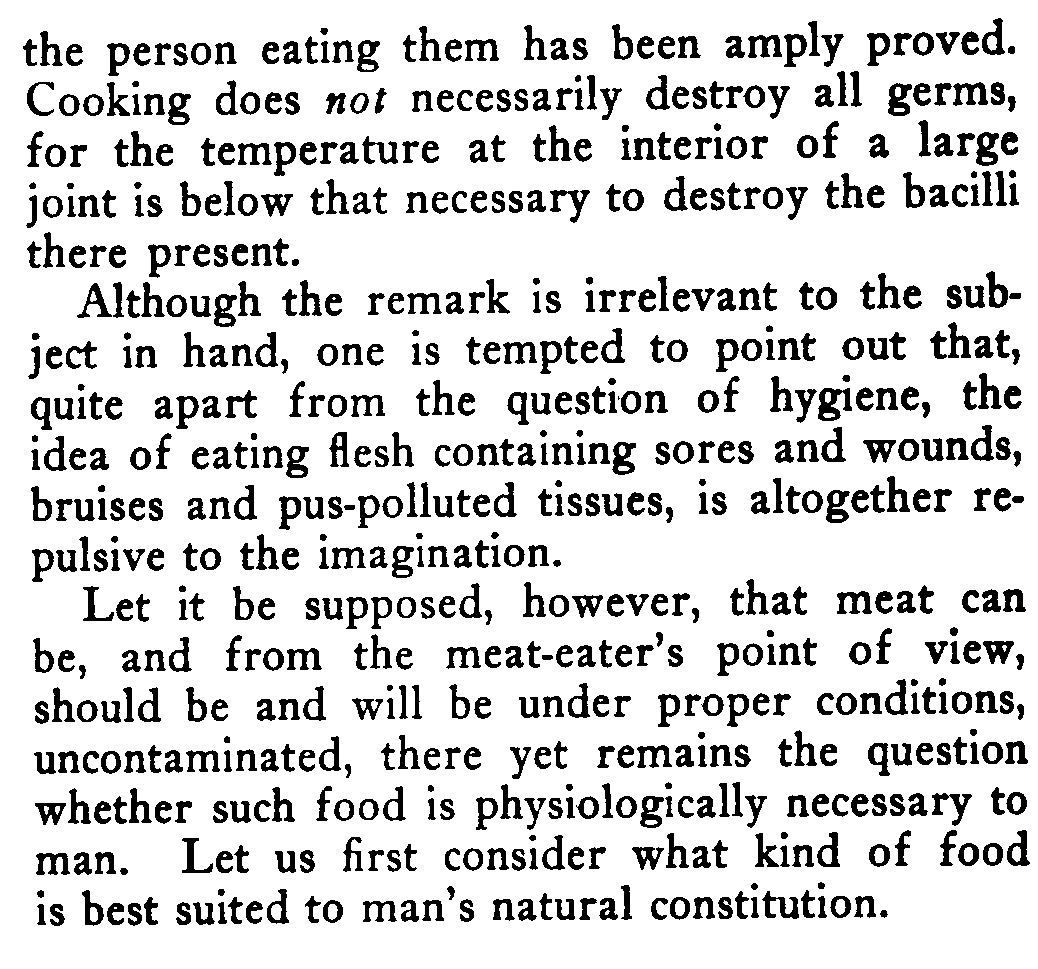 the person eating them has been amply proved.
Cooking does not necessarily destroy all germs,
for the temperature at the interior of a large
joint is below that necessary to destroy the bacilli
there present.
Although the remark is irrelevant to the sub-
ject in hand, one is tempted to point out that,
quite apart from the question of hygiene, the
idea of eating flesh containing sores and wounds,
bruises and pus-polluted tissues, is altogether re-
pulsive to the imagination.
Let it be supposed, however, that meat can
be, and from the meat-eater's point of view,
should be and will be under proper conditions,
uncontaminated, there yet remains the question
whether such food is physiologically necessary to
man. Let us first consider what kind of food
is best suited to man's natural constitution.